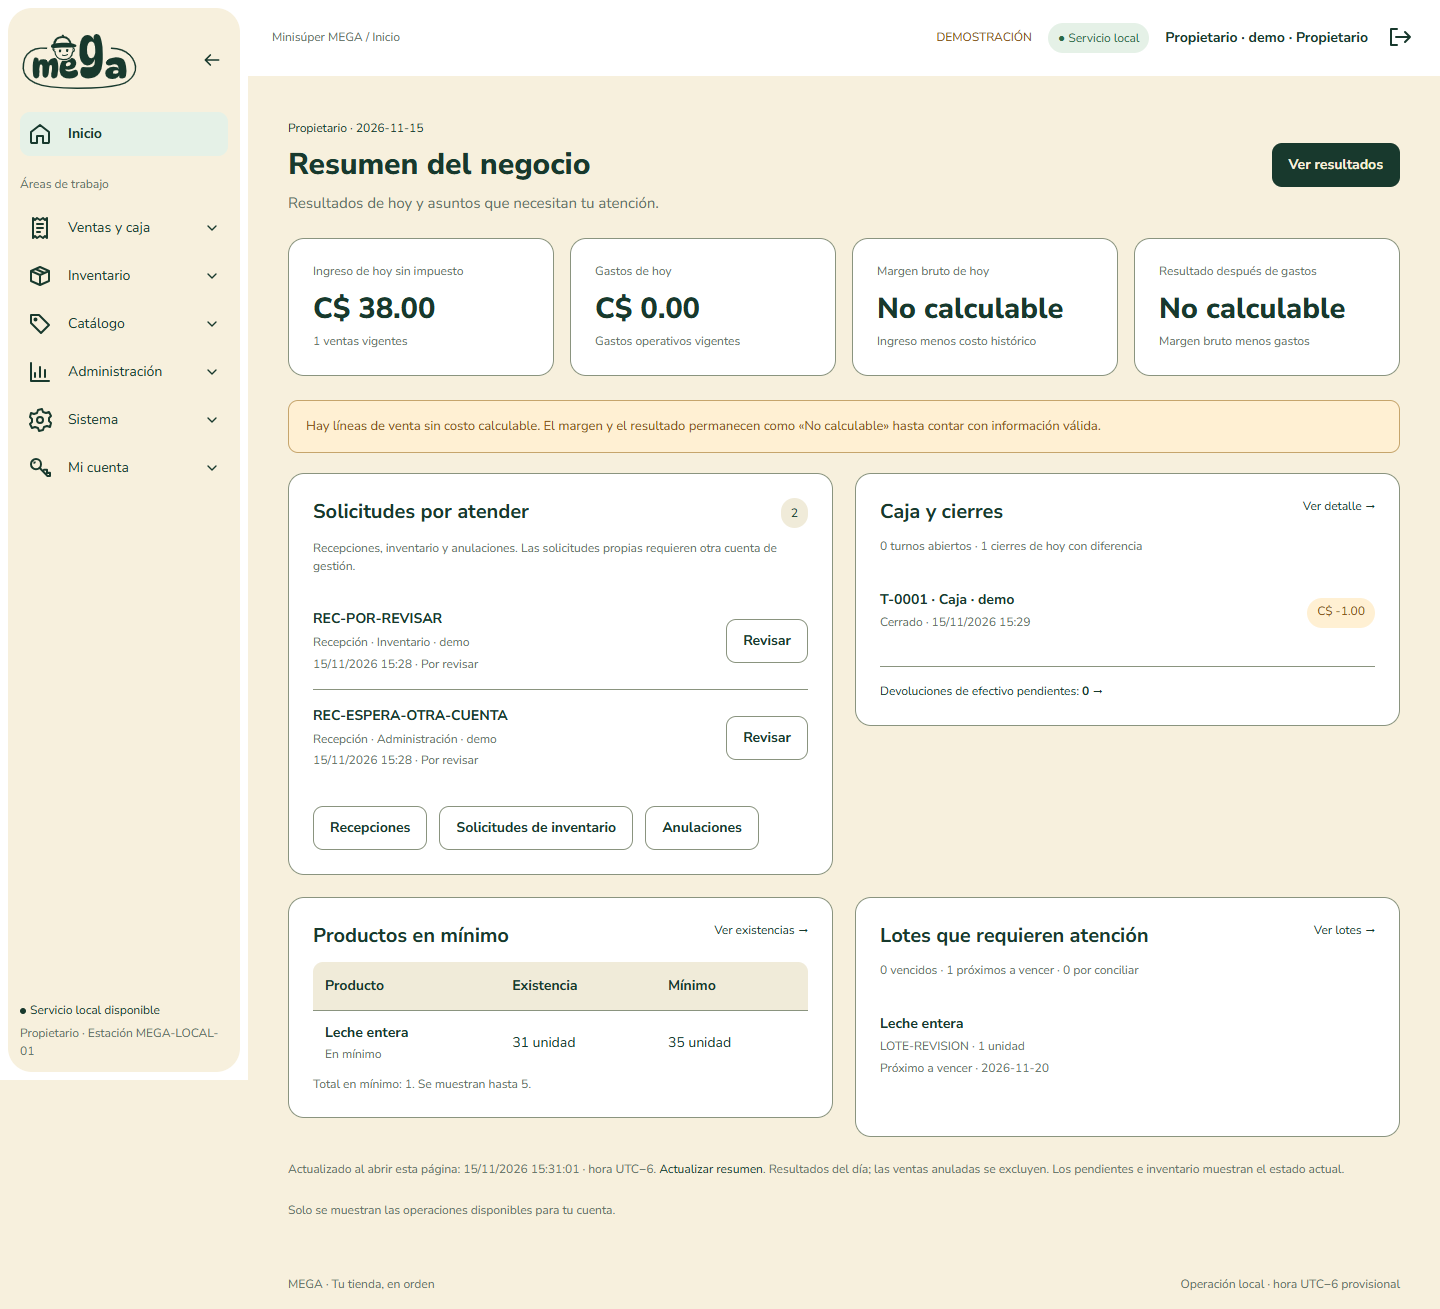 mega
Inicio
Áreas de trabajo
Ventas y caja
Inventario
Catálogo
Administración
Sistema
Mi cuenta
● Servicio local disponible
Propietario · Estación MEGA-LOCAL-
01
Minisúper MEGA / Inicio
DEMOSTRACIÓN
● Servicio local
Propietario · demo · Propietario
Propietario · 2026-11-15
Resumen del negocio
Resultados de hoy y asuntos que necesitan tu atención.
Ver resultados
Ingreso de hoy sin impuesto
C$ 38.00
1 ventas vigentes
Gastos de hoy
C$ 0.00
Gastos operativos vigentes
Margen bruto de hoy
No calculable
Ingreso menos costo histórico
Resultado después de gastos
No calculable
Margen bruto menos gastos
Hay líneas de venta sin costo calculable. El margen y el resultado permanecen como «No calculable» hasta contar con información válida.
Solicitudes por atender
2
Recepciones, inventario y anulaciones. Las solicitudes propias requieren otra cuenta de
gestión.
REC-POR-REVISAR
Recepción · Inventario · demo
15/11/2026 15:28 · Por revisar
Revisar
REC-ESPERA-OTRA-CUENTA
Recepción · Administración · demo
15/11/2026 15:28 · Por revisar
Revisar
Recepciones
Solicitudes de inventario
Anulaciones
Caja y cierres
Ver detalle →
0 turnos abiertos · 1 cierres de hoy con diferencia
T-0001 · Caja · demo
Cerrado · 15/11/2026 15:29
C$ -1.00
Devoluciones de efectivo pendientes: 0 →
Productos en mínimo
Ver existencias →
Producto Existencia Mínimo
Leche entera 31 unidad 35 unidad
En mínimo
Total en mínimo: 1. Se muestran hasta 5.
Lotes que requieren atención
Ver lotes →
0 vencidos · 1 próximos a vencer · 0 por conciliar
Leche entera
LOTE-REVISION · 1 unidad
Próximo a vencer · 2026-11-20
Actualizado al abrir esta página: 15/11/2026 15:31:01 · hora UTC−6. Actualizar resumen. Resultados del día; las ventas anuladas se excluyen. Los pendientes e inventario muestran el estado actual.
Solo se muestran las operaciones disponibles para tu cuenta.
MEGA · Tu tienda, en orden
Operación local · hora UTC−6 provisional